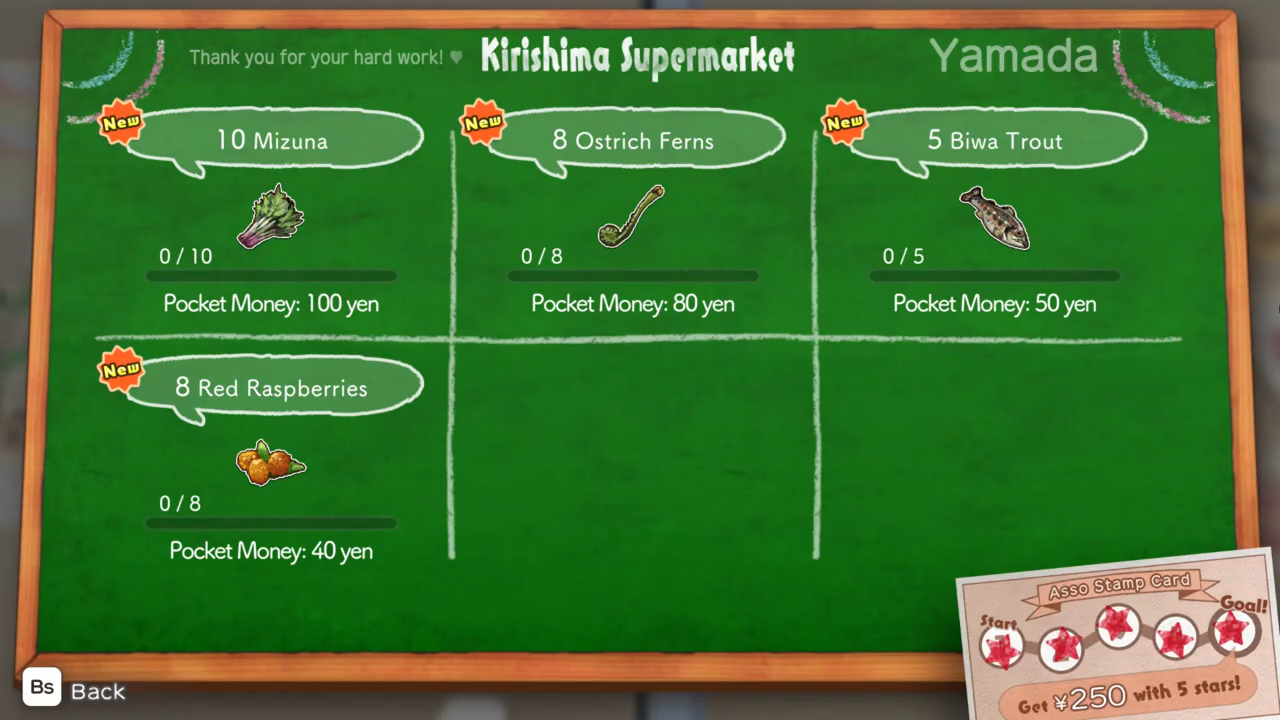 Thank you for your hard work! ♥
Kirishima Supermarket
Yamada
New
10 Mizuna
0 / 10
Pocket Money: 100 yen
New
8 Ostrich Ferns
0 / 8
Pocket Money: 80 yen
New
5 Biwa Trout
0 / 5
Pocket Money: 50 yen
New
8 Red Raspberries
0 / 8
Pocket Money: 40 yen
Asso Stamp Card
Start
Goal!
Get ¥250 with 5 stars!
Bs Back